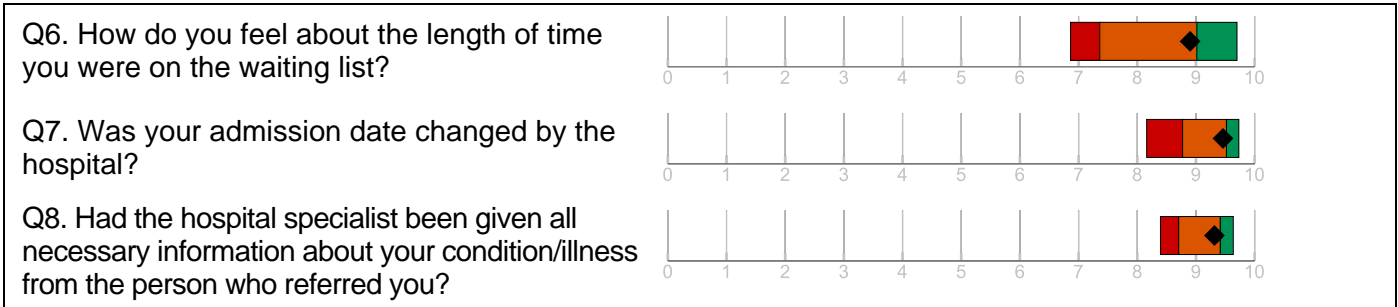 Q6. How do you feel about the length of time
you were on the waiting list?
0 1 2 3 4 5 6 7 8 9 10
Q7. Was your admission date changed by the
hospital?
0 1 2 3 4 5 6 7 8 9 10
Q8. Had the hospital specialist been given all
necessary information about your condition/illness
from the person who referred you?
0 1 2 3 4 5 6 7 8 9 10